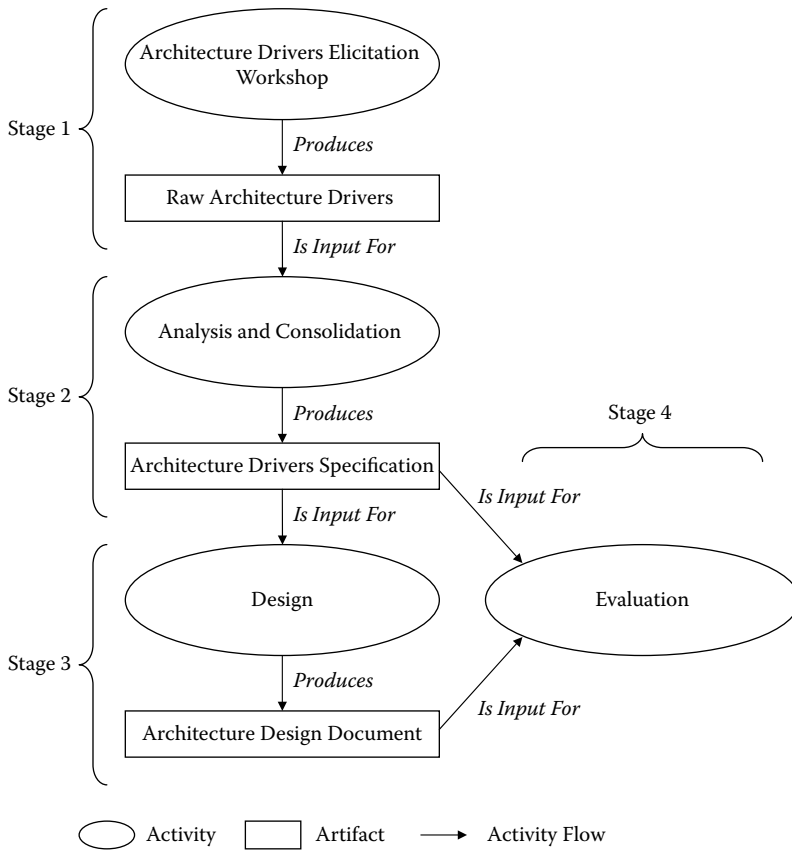 Architecture Drivers Elicitation
Workshop
Stage 1
Produces
Raw Architecture Drivers
Is Input For
Analysis and Consolidation
Stage 2
Produces
Stage 4
Architecture Drivers Specification
Is Input For
Is Input For
Design
Evaluation
Stage 3
Produces
Is Input For
Architecture Design Document
Activity
Artifact
Activity Flow